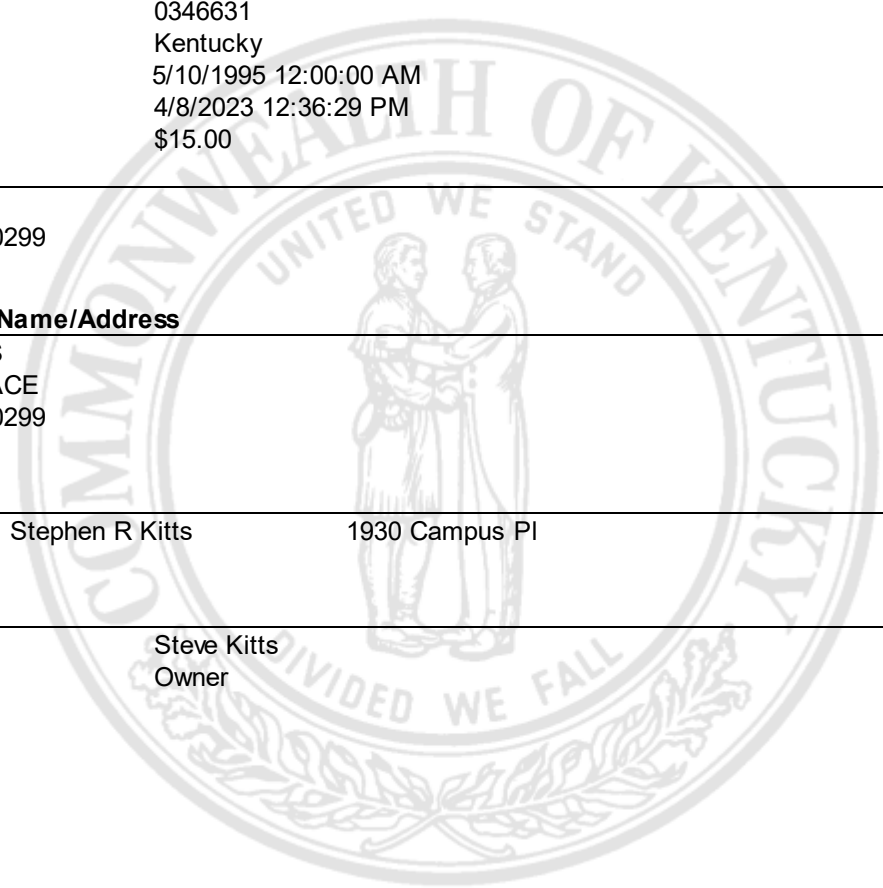 0346631
Kentucky
5/10/1995 12:00:00 AM
4/8/2023 12:36:29 PM
$15.00
0299
Name/Address
S
ACE
0299
Stephen R Kitts 1930 Campus Pl
Steve Kitts
Owner
COMMONWEALTH OF KENTUCKY
UNITED WE STAND
DIVIDED WE FALL